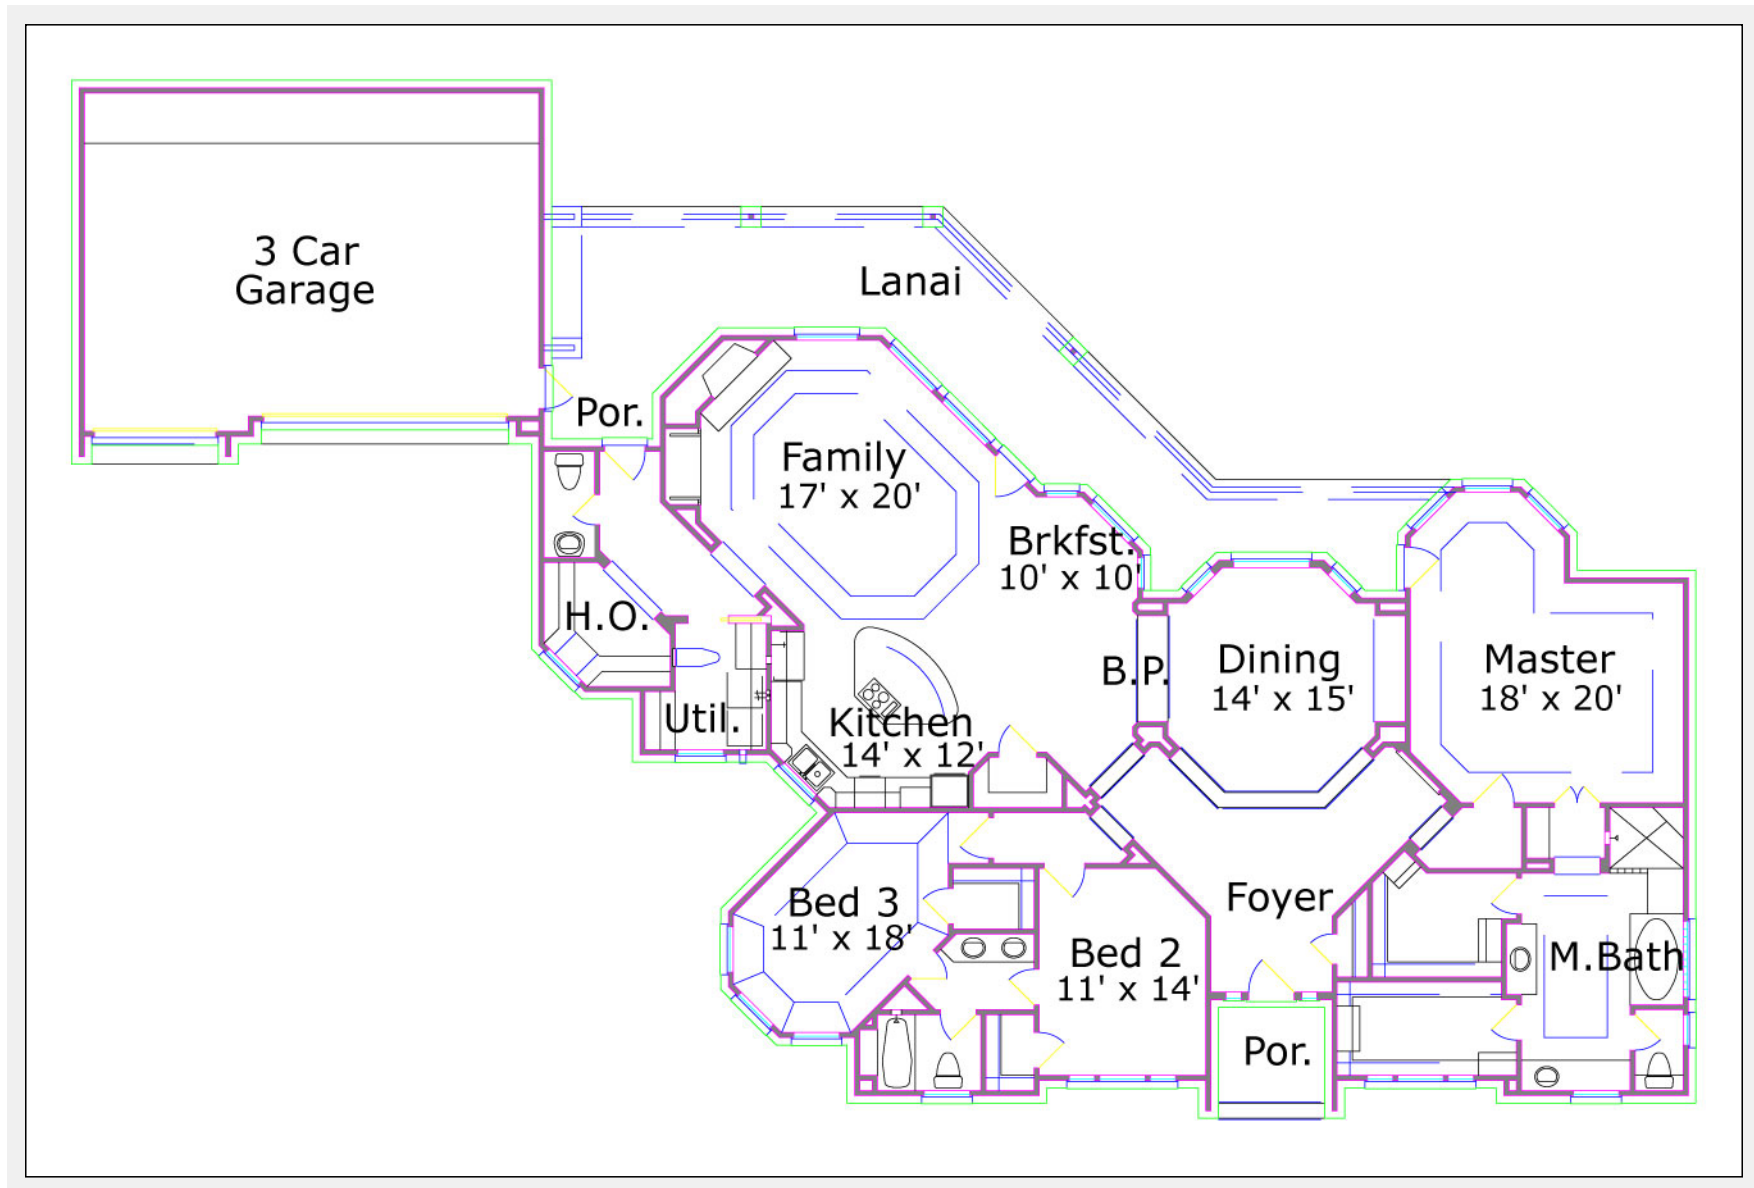 3 Car
Garage
Lanai
Por.
Family
17' x 20'
Brkfst.
10' x 10'
H.O.
Util.
Kitchen
14' x 12'
B.P.
Dining
14' x 15'
Master
18' x 20'
Bed 3
11' x 18'
Bed 2
11' x 14'
Foyer
M.Bath
Por.